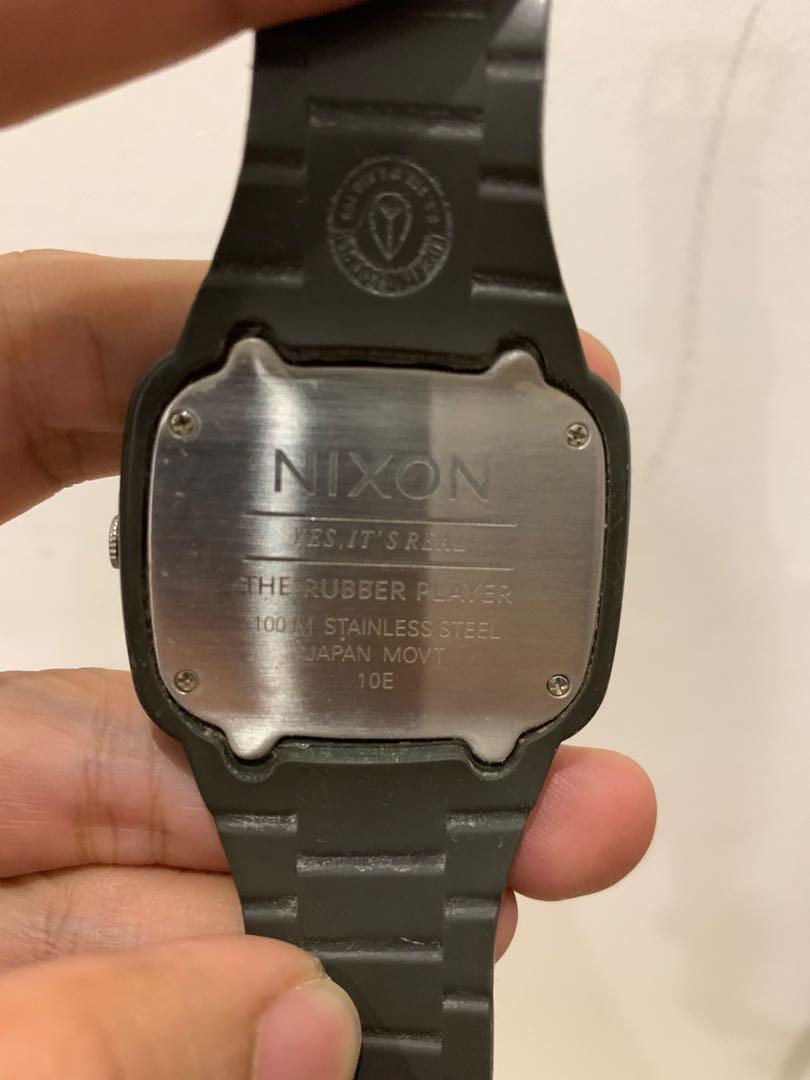 NIXON
YES, IT'S REAL
THE RUBBER PLAYER
100 M STAINLESS STEEL
JAPAN MOVT
10E